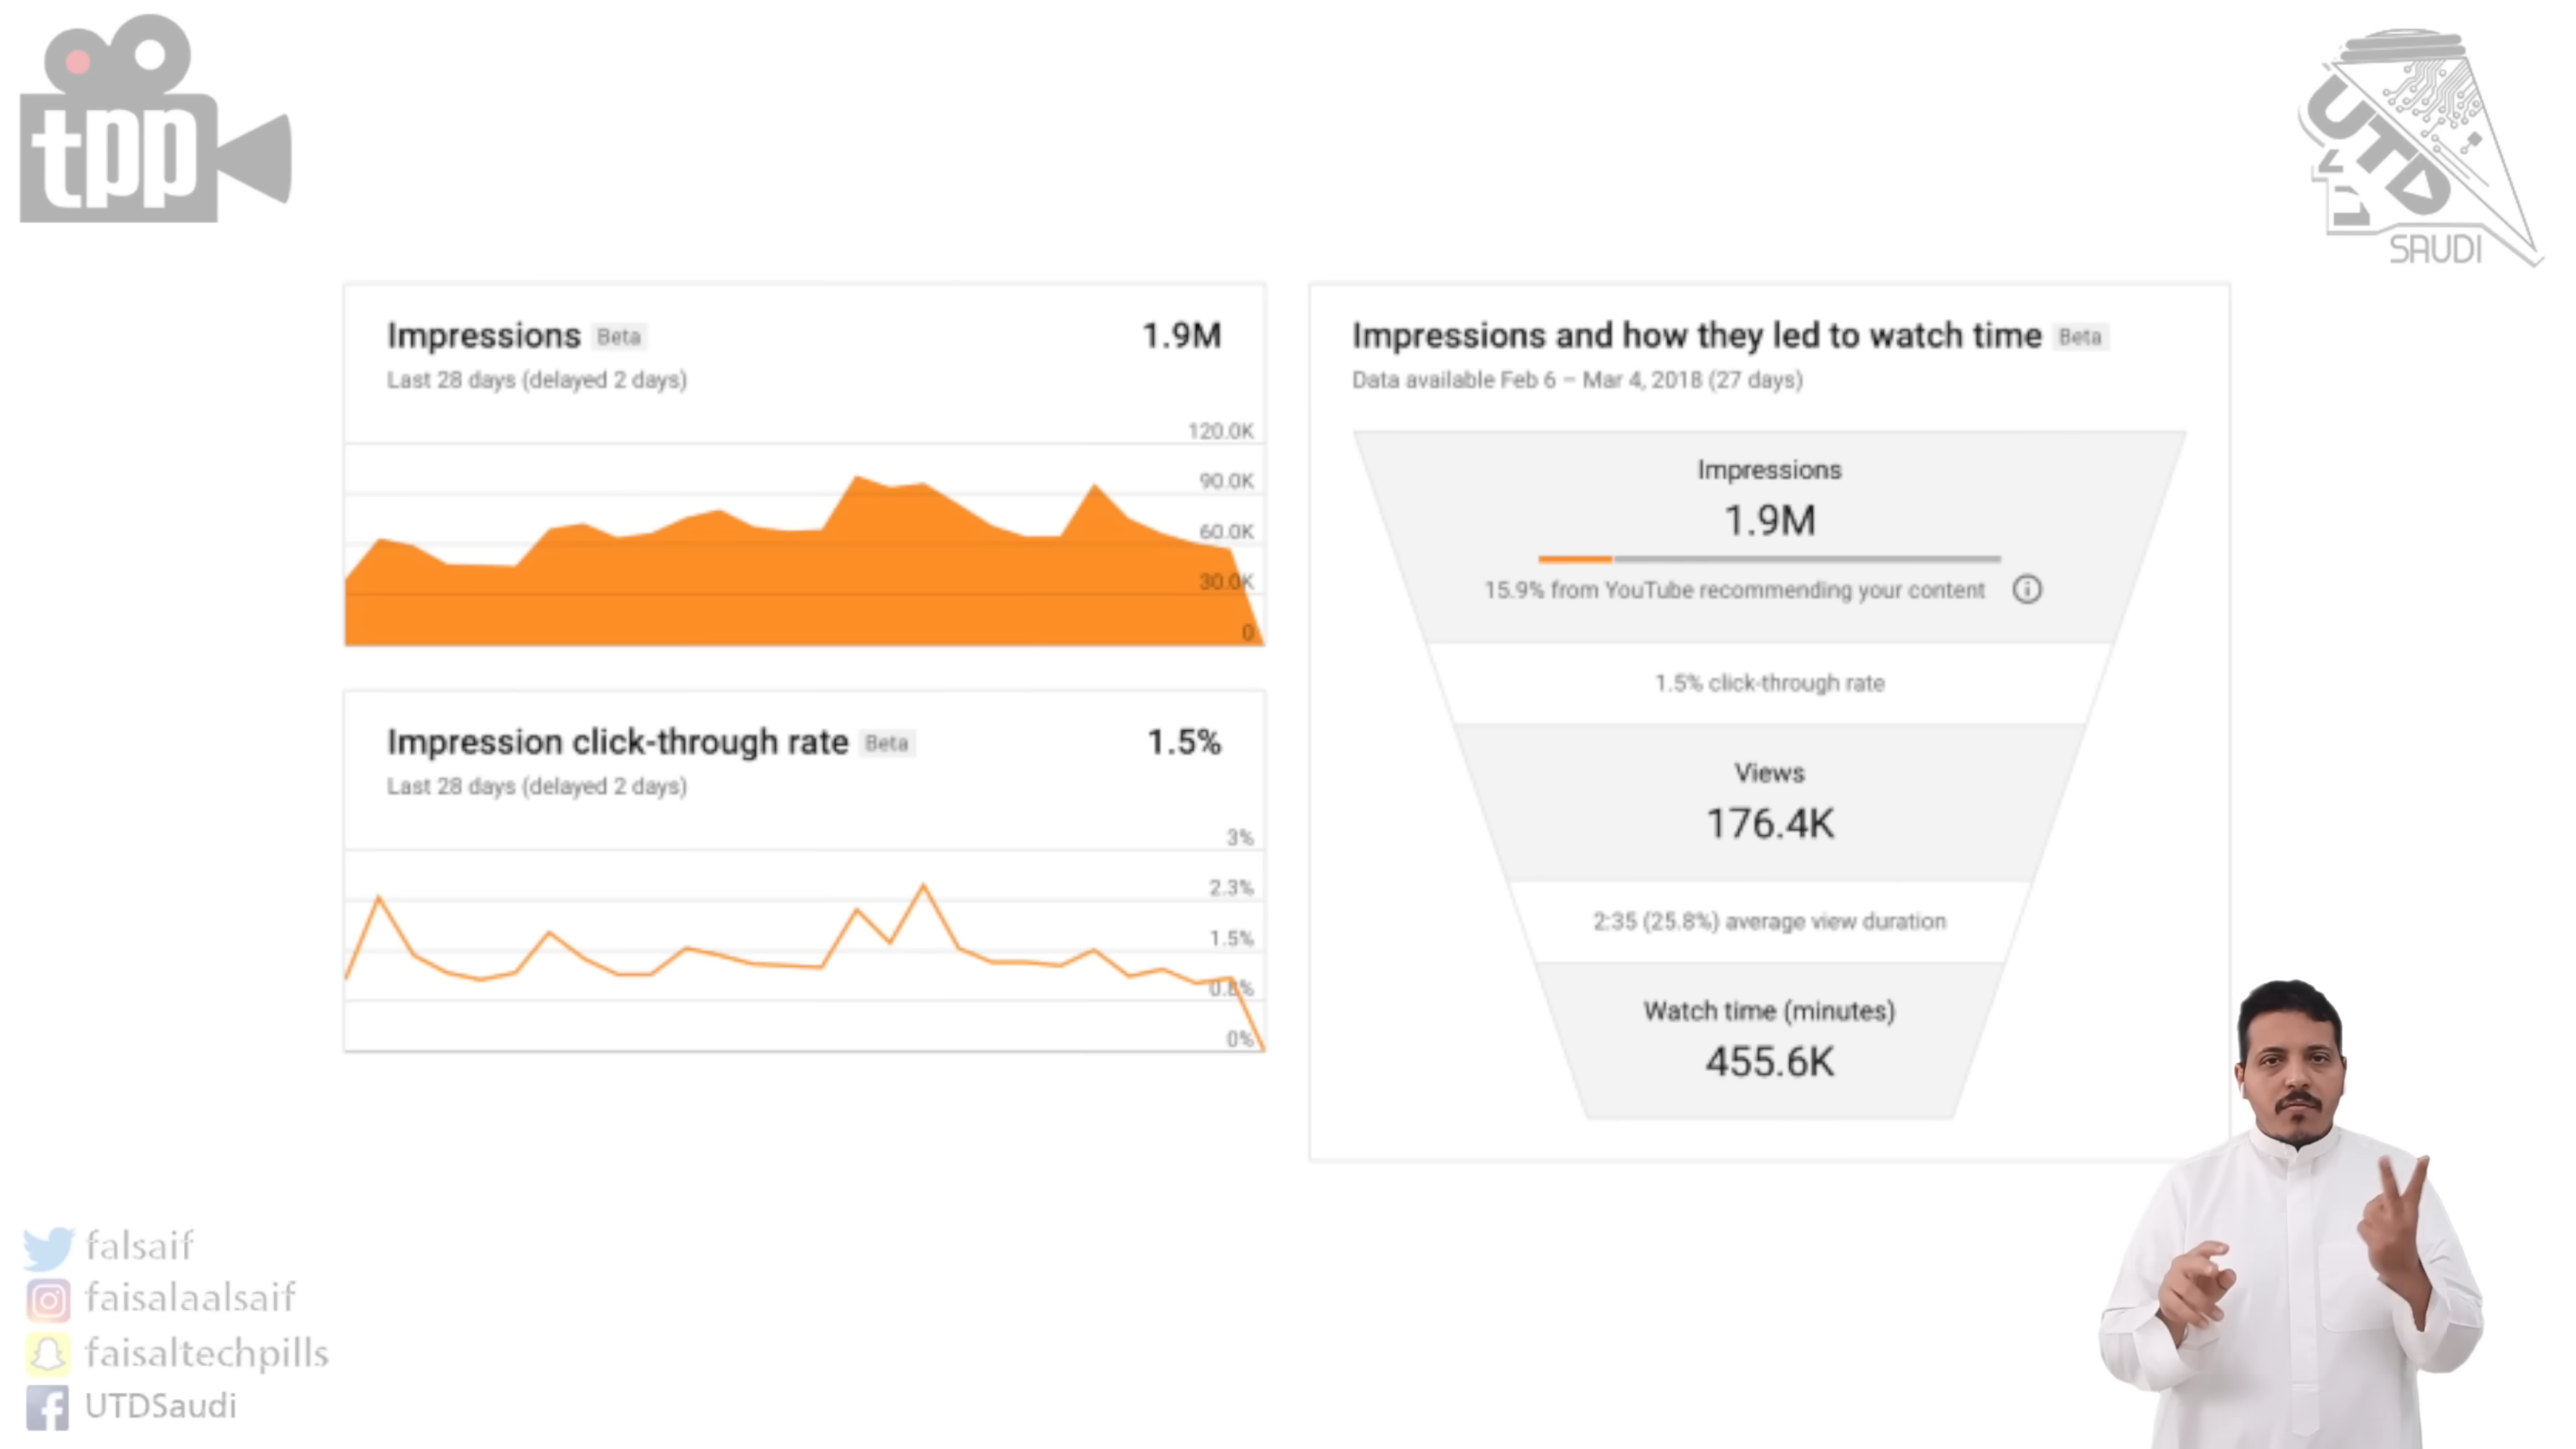 tpp
UTD
SAUDI
Impressions Beta
1.9M
Last 28 days (delayed 2 days)
120.0K
90.0K
60.0K
30.0K
0
Impression click-through rate Beta
1.5%
Last 28 days (delayed 2 days)
3%
2.3%
1.5%
0.8%
0%
Impressions and how they led to watch time Beta
Data available Feb 6 – Mar 4, 2018 (27 days)
Impressions
1.9M
15.9% from YouTube recommending your content
1.5% click-through rate
Views
176.4K
2:35 (25.8%) average view duration
Watch time (minutes)
455.6K
falsaif
faisalaalsaif
faisaltechpills
UTDSaudi